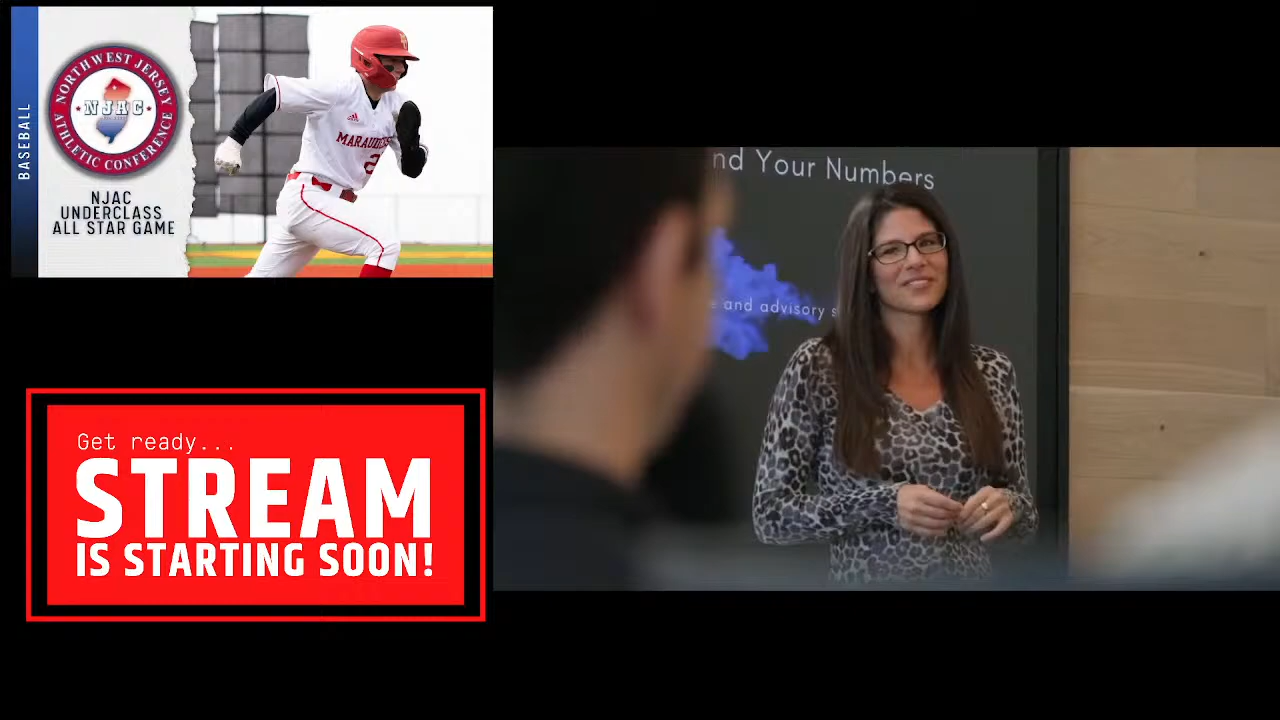 BASEBALL
NORTHWEST JERSEY
NJAC
ATHLETIC CONFERENCE
NJAC
UNDERCLASS
ALL STAR GAME
MARAUDERS
2
Get ready...
STREAM
IS STARTING SOON!
nd Your Numbers
e and advisory s